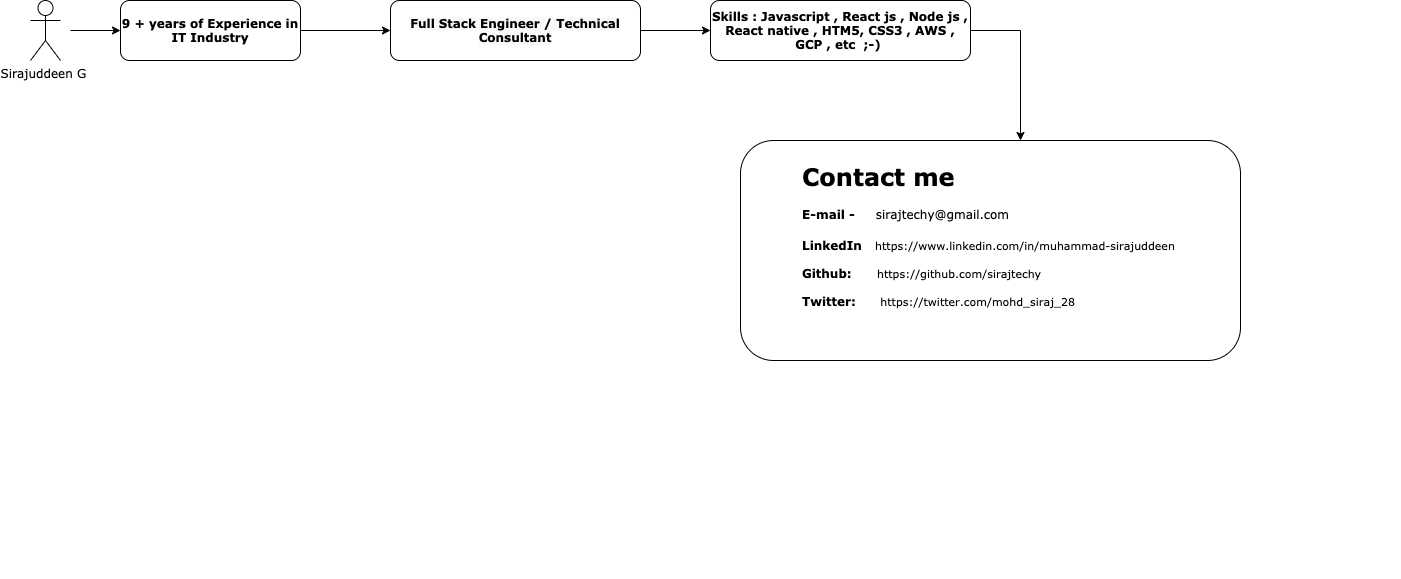 Sirajuddeen G
9 + years of Experience in
IT Industry
Full Stack Engineer / Technical
Consultant
Skills : Javascript , React js , Node js ,
React native , HTM5, CSS3 , AWS ,
GCP , etc  ;-)
Contact me
E-mail - sirajtechy@gmail.com
LinkedIn https://www.linkedin.com/in/muhammad-sirajuddeen
Github: https://github.com/sirajtechy
Twitter: https://twitter.com/mohd_siraj_28